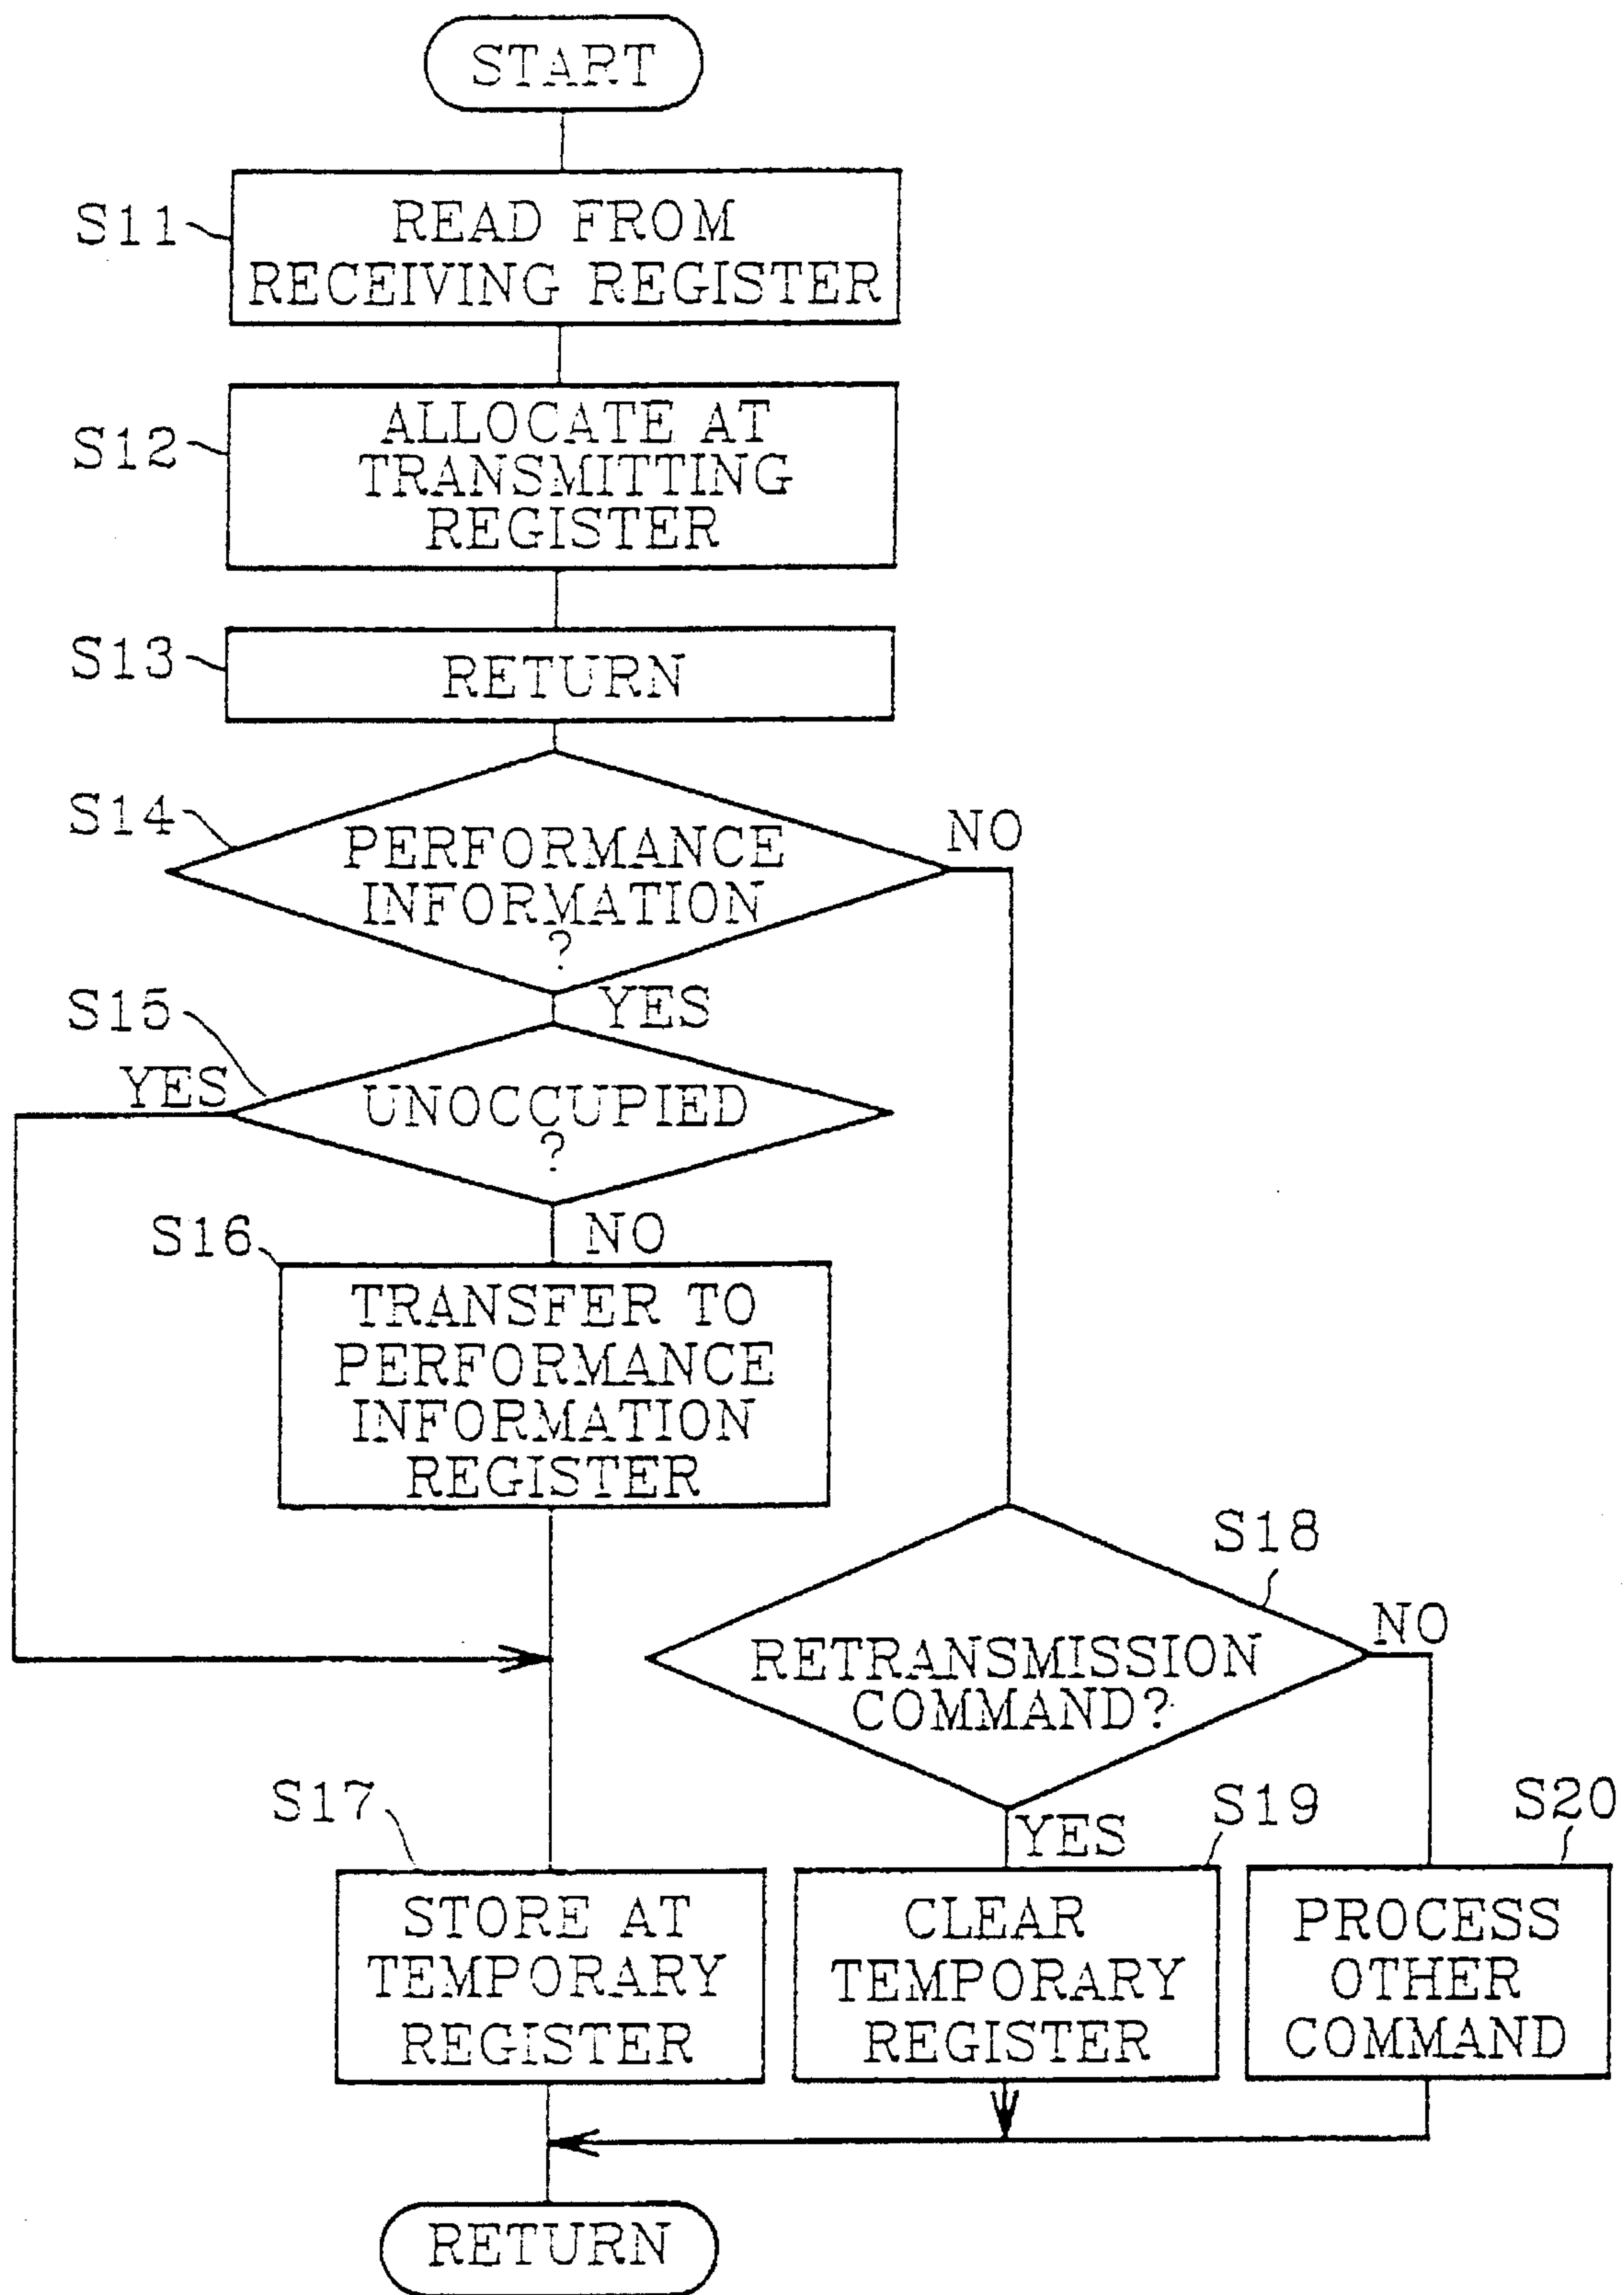 START
S11
READ FROM
RECEIVING REGISTER
S12
ALLOCATE AT
TRANSMITTING
REGISTER
S13
RETURN
S14
PERFORMANCE
INFORMATION
?
NO
YES
S15
YES
UNOCCUPIED
?
NO
S16
TRANSFER TO
PERFORMANCE
INFORMATION
REGISTER
S18
RETRANSMISSION
COMMAND?
NO
YES
S17
STORE AT
TEMPORARY
REGISTER
S19
CLEAR
TEMPORARY
REGISTER
S20
PROCESS
OTHER
COMMAND
RETURN